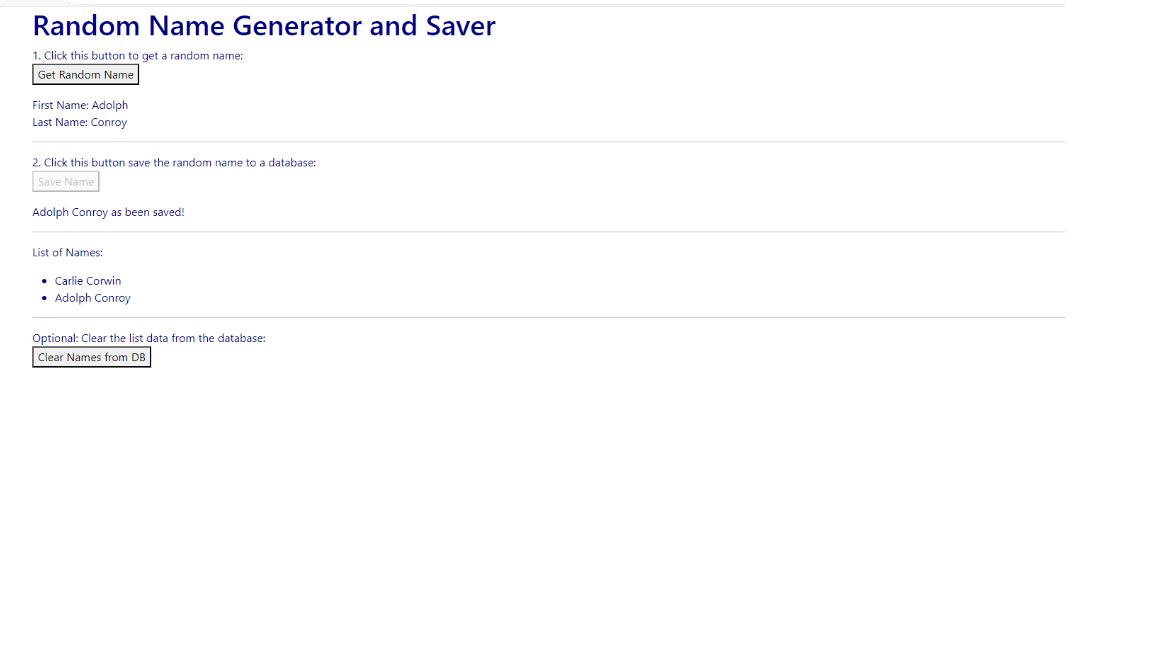 Random Name Generator and Saver
1. Click this button to get a random name:
Get Random Name
First Name: Adolph
Last Name: Conroy
2. Click this button save the random name to a database:
Save Name
Adolph Conroy as been saved!
List of Names:
• Carlie Corwin
• Adolph Conroy
Optional: Clear the list data from the database:
Clear Names from DB